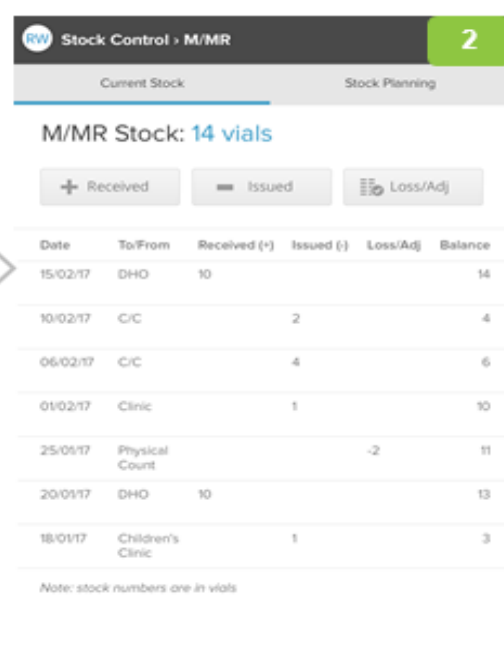 RW Stock Control › M/MR 2
Current Stock Stock Planning
M/MR Stock: 14 vials
+ Received − Issued Loss/Adj
Date To/From Received (+) Issued (-) Loss/Adj Balance
15/02/17 DHO 10 14
10/02/17 C/C 2 4
06/02/17 C/C 4 6
01/02/17 Clinic 1 10
25/01/17 Physical Count -2 11
20/01/17 DHO 10 13
18/01/17 Children's Clinic 1 3
Note: stock numbers are in vials